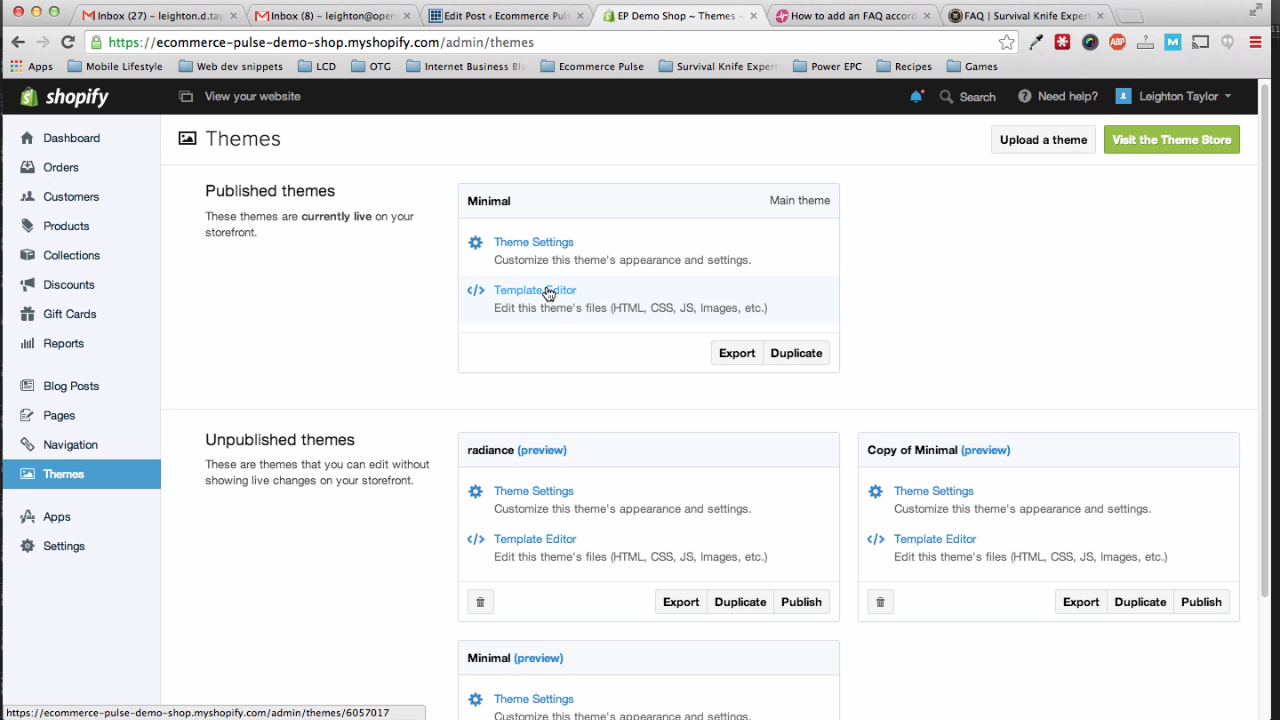 Inbox (27) – leighton.d.tay
Inbox (8) – leighton@open
Edit Post ‹ Ecommerce Pul
EP Demo Shop ~ Themes ~
How to add an FAQ accord
FAQ | Survival Knife Exper
https://ecommerce-pulse-demo-shop.myshopify.com/admin/themes
ABP
M
Apps
Mobile Lifestyle
Web dev snippets
LCD
OTG
Internet Business Blo
Ecommerce Pulse
Survival Knife Expert
Power EPC
Recipes
Games
shopify
View your website
Search
Need help?
Leighton Taylor
Dashboard
Orders
Customers
Products
Collections
Discounts
Gift Cards
Reports
Blog Posts
Pages
Navigation
Themes
Apps
Settings
Themes
Upload a theme
Visit the Theme Store
Published themes
These themes are currently live on your
storefront.
Minimal
Main theme
Theme Settings
Customize this theme's appearance and settings.
Template Editor
Edit this theme's files (HTML, CSS, JS, Images, etc.)
Export
Duplicate
Unpublished themes
These are themes that you can edit without
showing live changes on your storefront.
radiance (preview)
Theme Settings
Customize this theme's appearance and settings.
Template Editor
Edit this theme's files (HTML, CSS, JS, Images, etc.)
Export
Duplicate
Publish
Copy of Minimal (preview)
Theme Settings
Customize this theme's appearance and settings.
Template Editor
Edit this theme's files (HTML, CSS, JS, Images, etc.)
Export
Duplicate
Publish
Minimal (preview)
Theme Settings
Customize this theme's appearance and settings.
https://ecommerce-pulse-demo-shop.myshopify.com/admin/themes/6057017